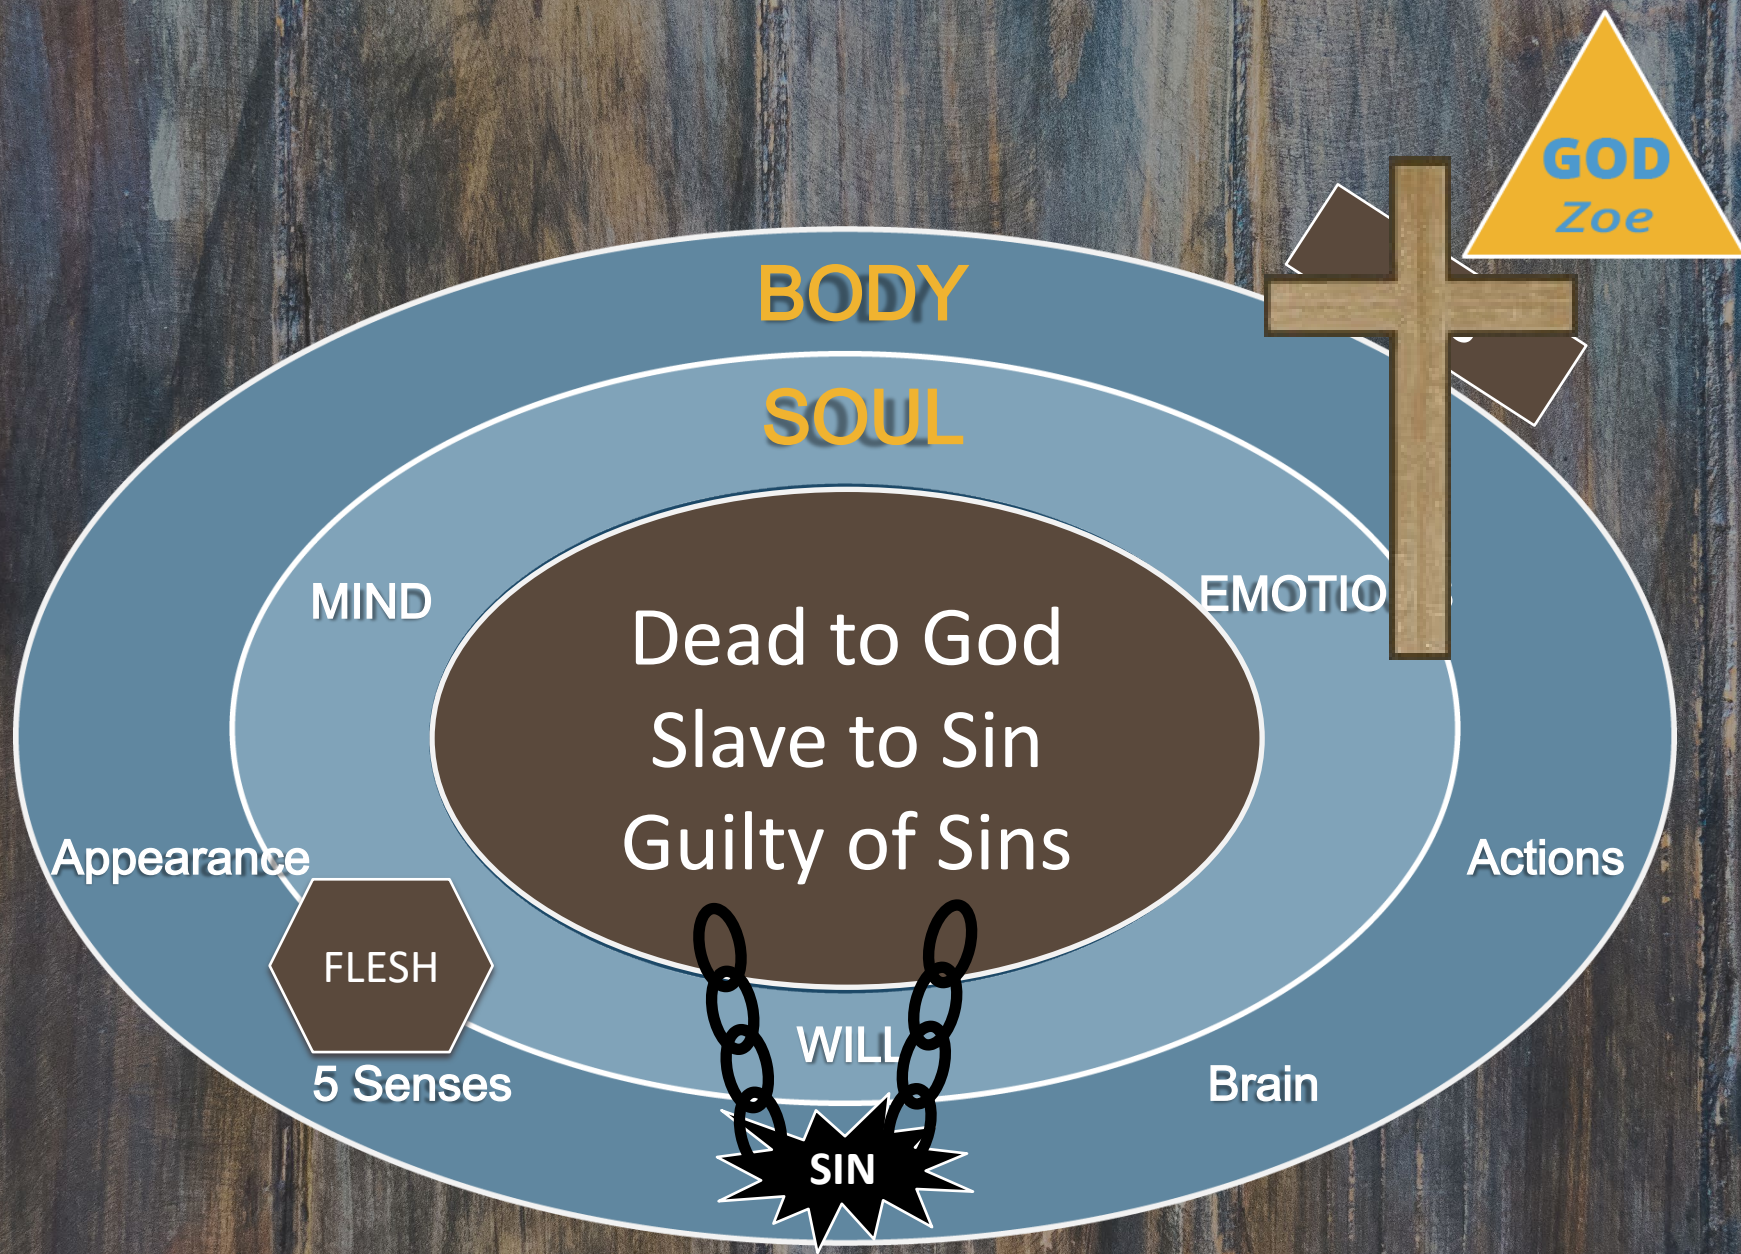 GOD
Zoe
BODY
SOUL
MIND
EMOTIO
Dead to God
Slave to Sin
Guilty of Sins
Appearance
Actions
FLESH
WILL
5 Senses
Brain
SIN